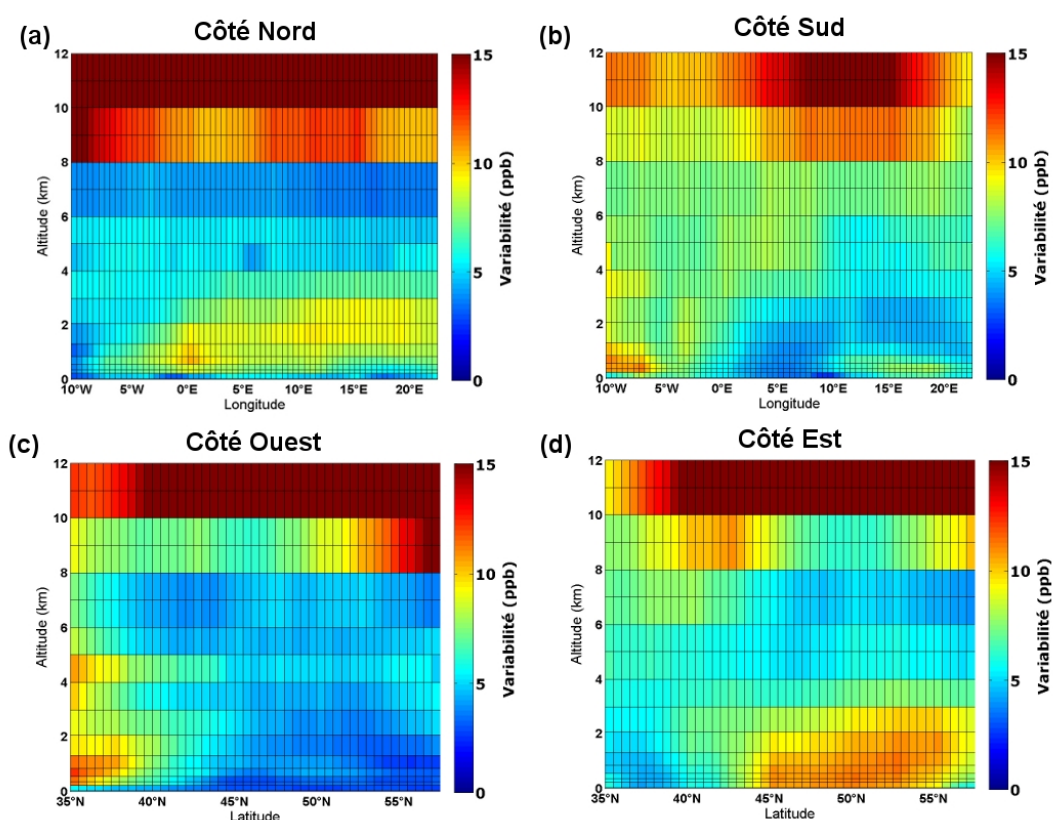 (a) Côté Nord
12
10
8
6
4
2
0
Altitude (km)
10°W 5°W 0°E 5°E 10°E 15°E 20°E
Longitude
15
10
5
0
Variabilité (ppb)
(b) Côté Sud
12
10
8
6
4
2
0
Altitude (km)
10°W 5°W 0°E 5°E 10°E 15°E 20°E
Longitude
15
10
5
0
Variabilité (ppb)
(c) Côté Ouest
12
10
8
6
4
2
0
Altitude (km)
35°N 40°N 45°N 50°N 55°N
Latitude
15
10
5
0
Variabilité (ppb)
(d) Côté Est
12
10
8
6
4
2
0
Altitude (km)
35°N 40°N 45°N 50°N 55°N
Latitude
15
10
5
0
Variabilité (ppb)